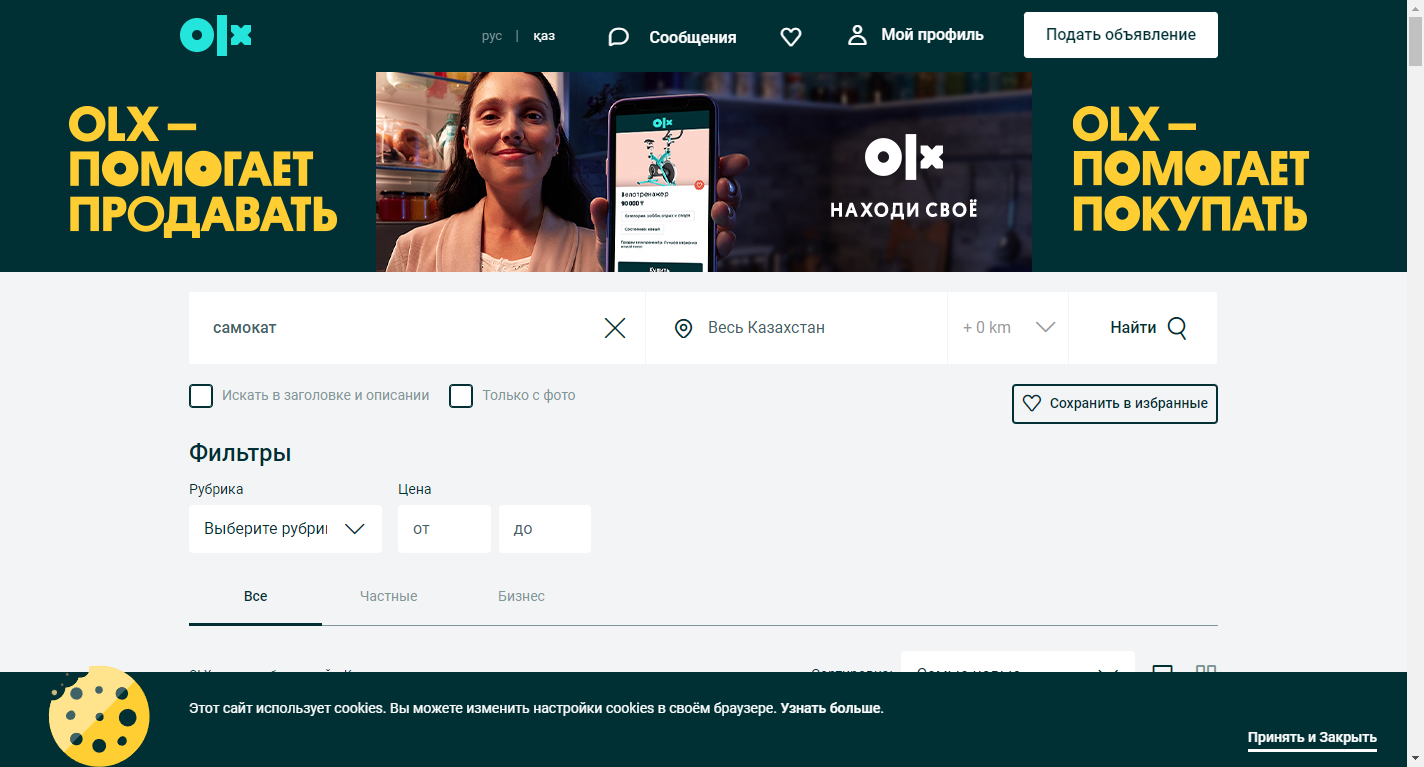 olx
рус | қаз
Сообщения
Мой профиль
Подать объявление
OLX –
ПОМОГАЕТ
ПРОДАВАТЬ
olx
Велотренажер
90 000 ₸
Купить
olx
НАХОДИ СВОЁ
OLX –
ПОМОГАЕТ
ПОКУПАТЬ
самокат
Весь Казахстан
+ 0 km
Найти
Искать в заголовке и описании
Только с фото
Сохранить в избранные
Фильтры
Рубрика
Цена
Выберите рубрик
от
до
Все
Частные
Бизнес
Этот сайт использует cookies. Вы можете изменить настройки cookies в своём браузере. Узнать больше.
Принять и Закрыть